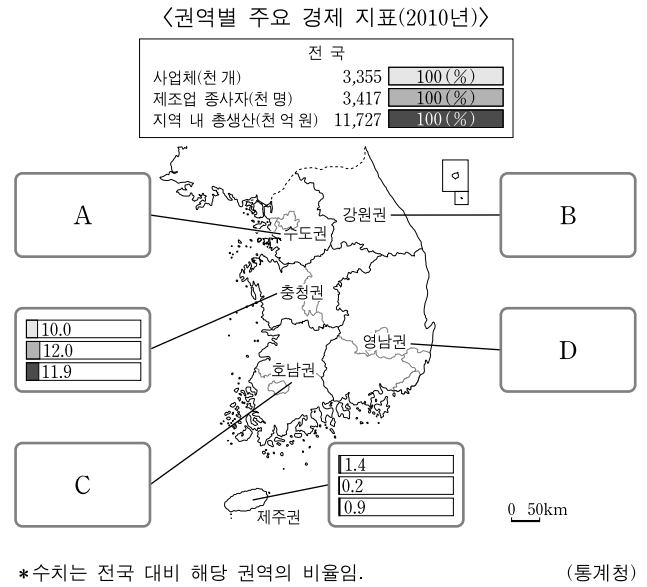 〈권역별 주요 경제 지표(2010년)〉
전 국
사업체(천 개) 3,355 100(%)
제조업 종사자(천 명) 3,417 100(%)
지역 내 총생산(천 억 원) 11,727 100(%)
A
수도권
강원권
B
충청권
10.0
12.0
11.9
영남권
D
호남권
C
1.4
0.2
0.9
제주권
0 50km
*수치는 전국 대비 해당 권역의 비율임. (통계청)